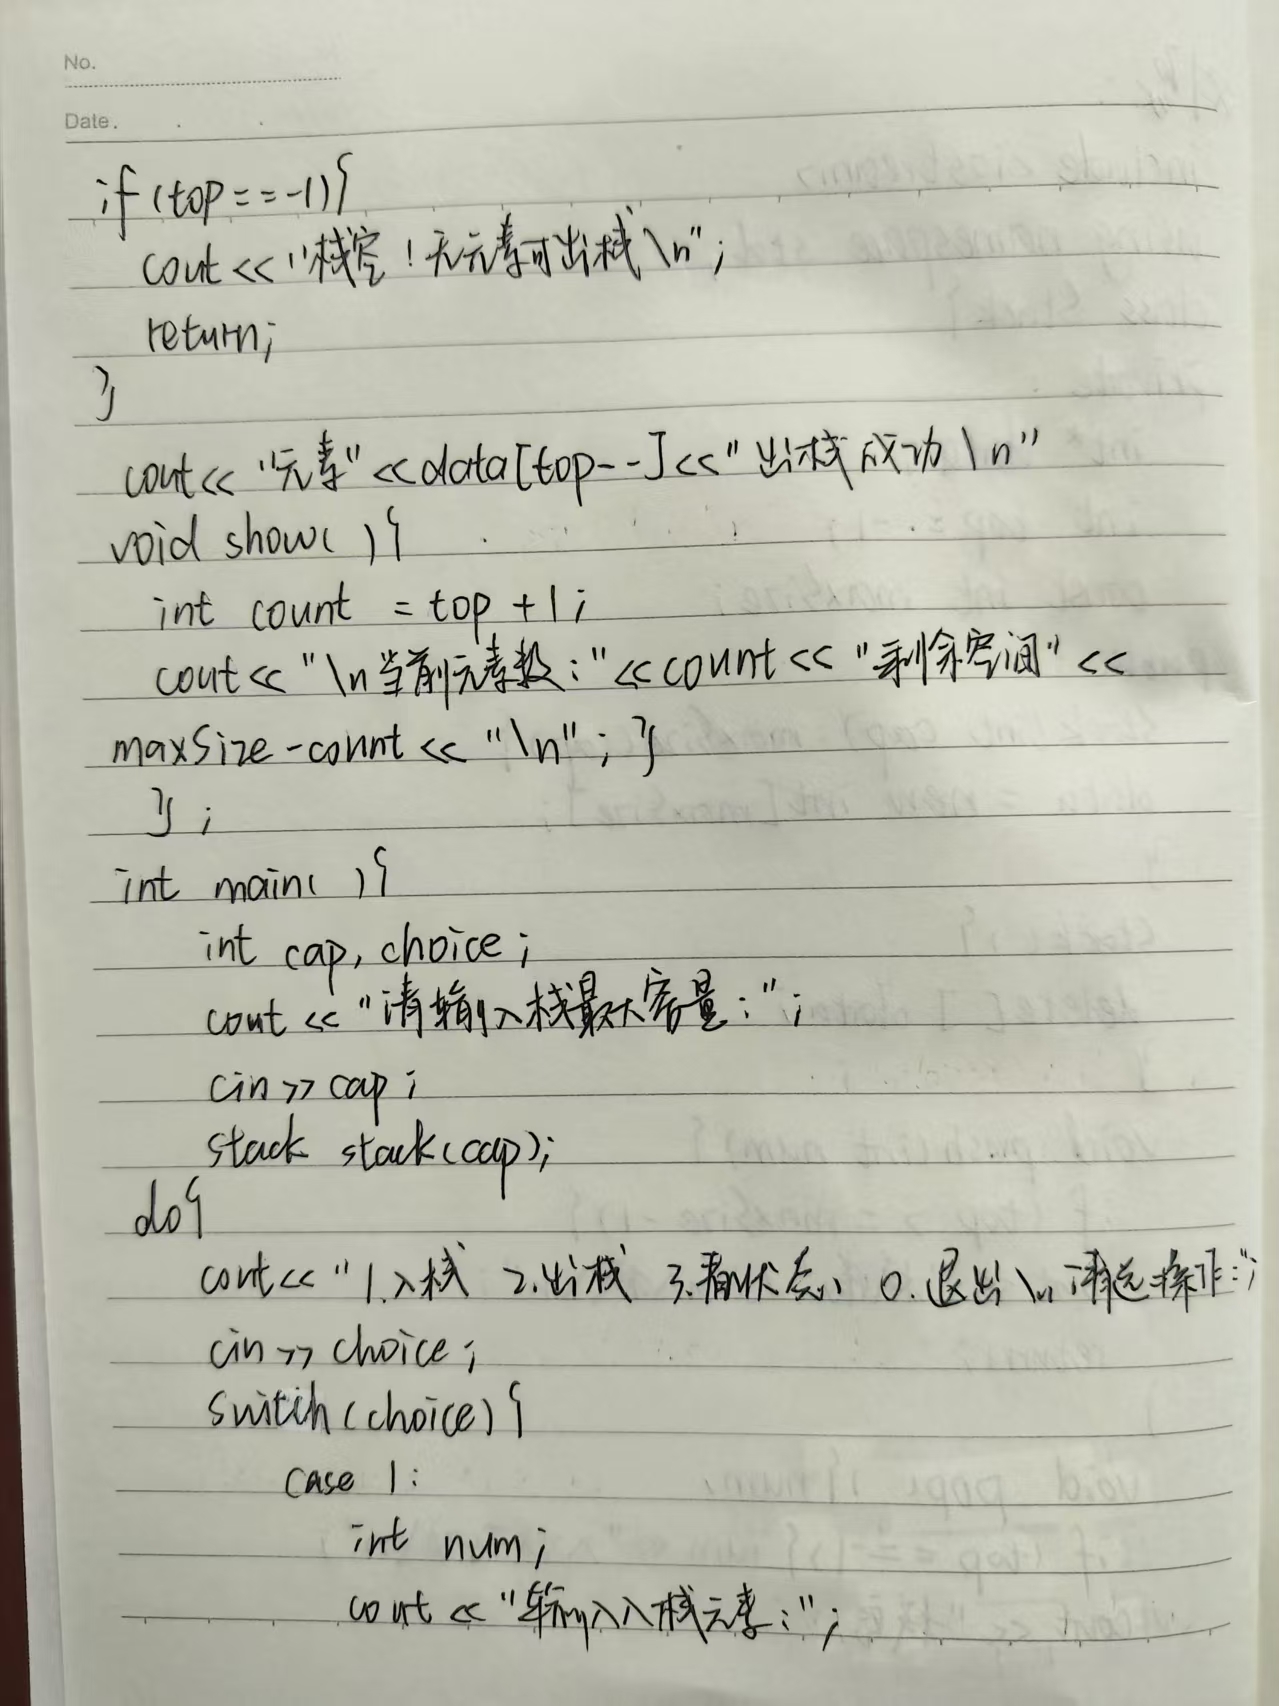 No.
Date.
if(top==-1){
cout<<"栈空!无元素可出栈\n";
return;
}
cout<<"元素"<<data[top--]<<"出栈成功\n"
void show( ){
int count =top+1;
cout<<"\n当前元素数:"<<count<<"剩余空间"<<
maxSize-count<<"\n"; }
};
int main( ){
int cap,choice;
cout<<"请输入栈最大容量:";
cin>>cap;
stack stack(cap);
do{
cout<<"1.入栈 2.出栈 3.看状态 0.退出\n请选择操作:";
cin>>choice;
switch(choice){
case 1:
int num;
cout<<"输入入栈元素:";